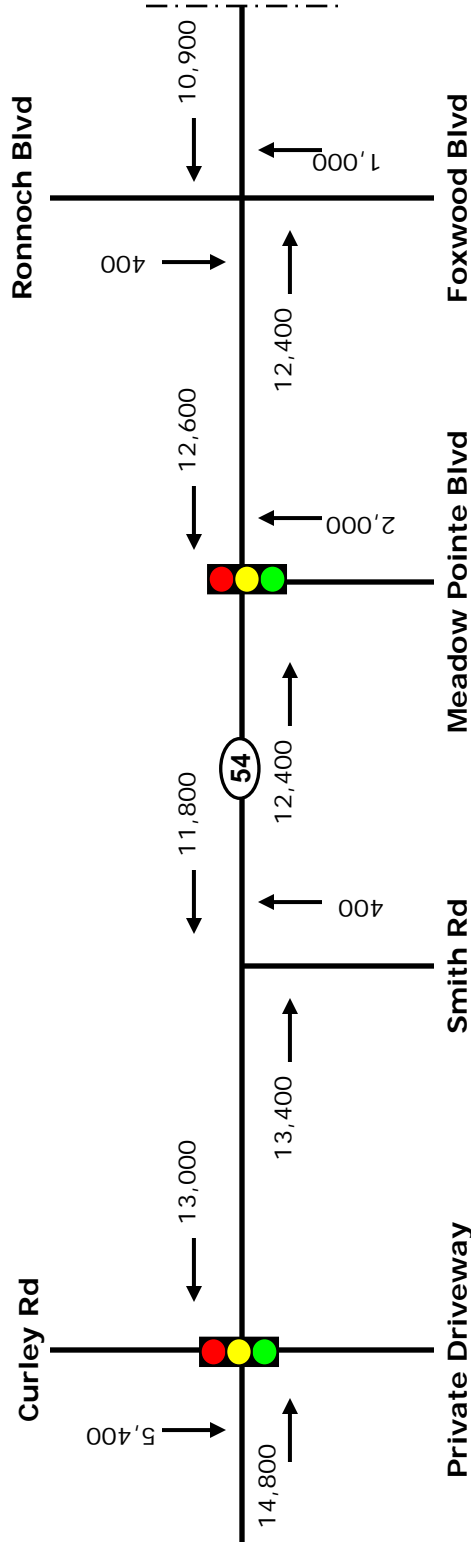 Curley Rd
Ronnoch Blvd
5,400
400
13,000
11,800
12,600
10,900
54
14,800
13,400
12,400
12,400
400
2,000
1,000
Private Driveway
Smith Rd
Meadow Pointe Blvd
Foxwood Blvd